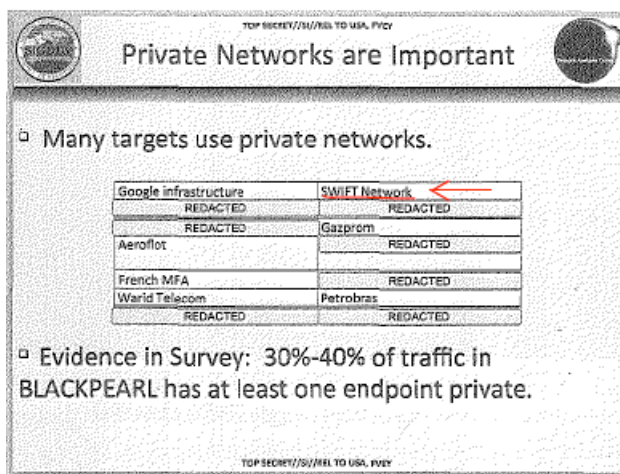 TOP SECRET//SI//REL TO USA, FVEY
SIGDEV
Private Networks are Important
Many targets use private networks.
Google infrastructure SWIFT Network
REDACTED REDACTED
REDACTED Gazprom
Aeroflot REDACTED
French MFA REDACTED
Warid Telecom Petrobras
REDACTED REDACTED
Evidence in Survey: 30%-40% of traffic in
BLACKPEARL has at least one endpoint private.
TOP SECRET//SI//REL TO USA, FVEY